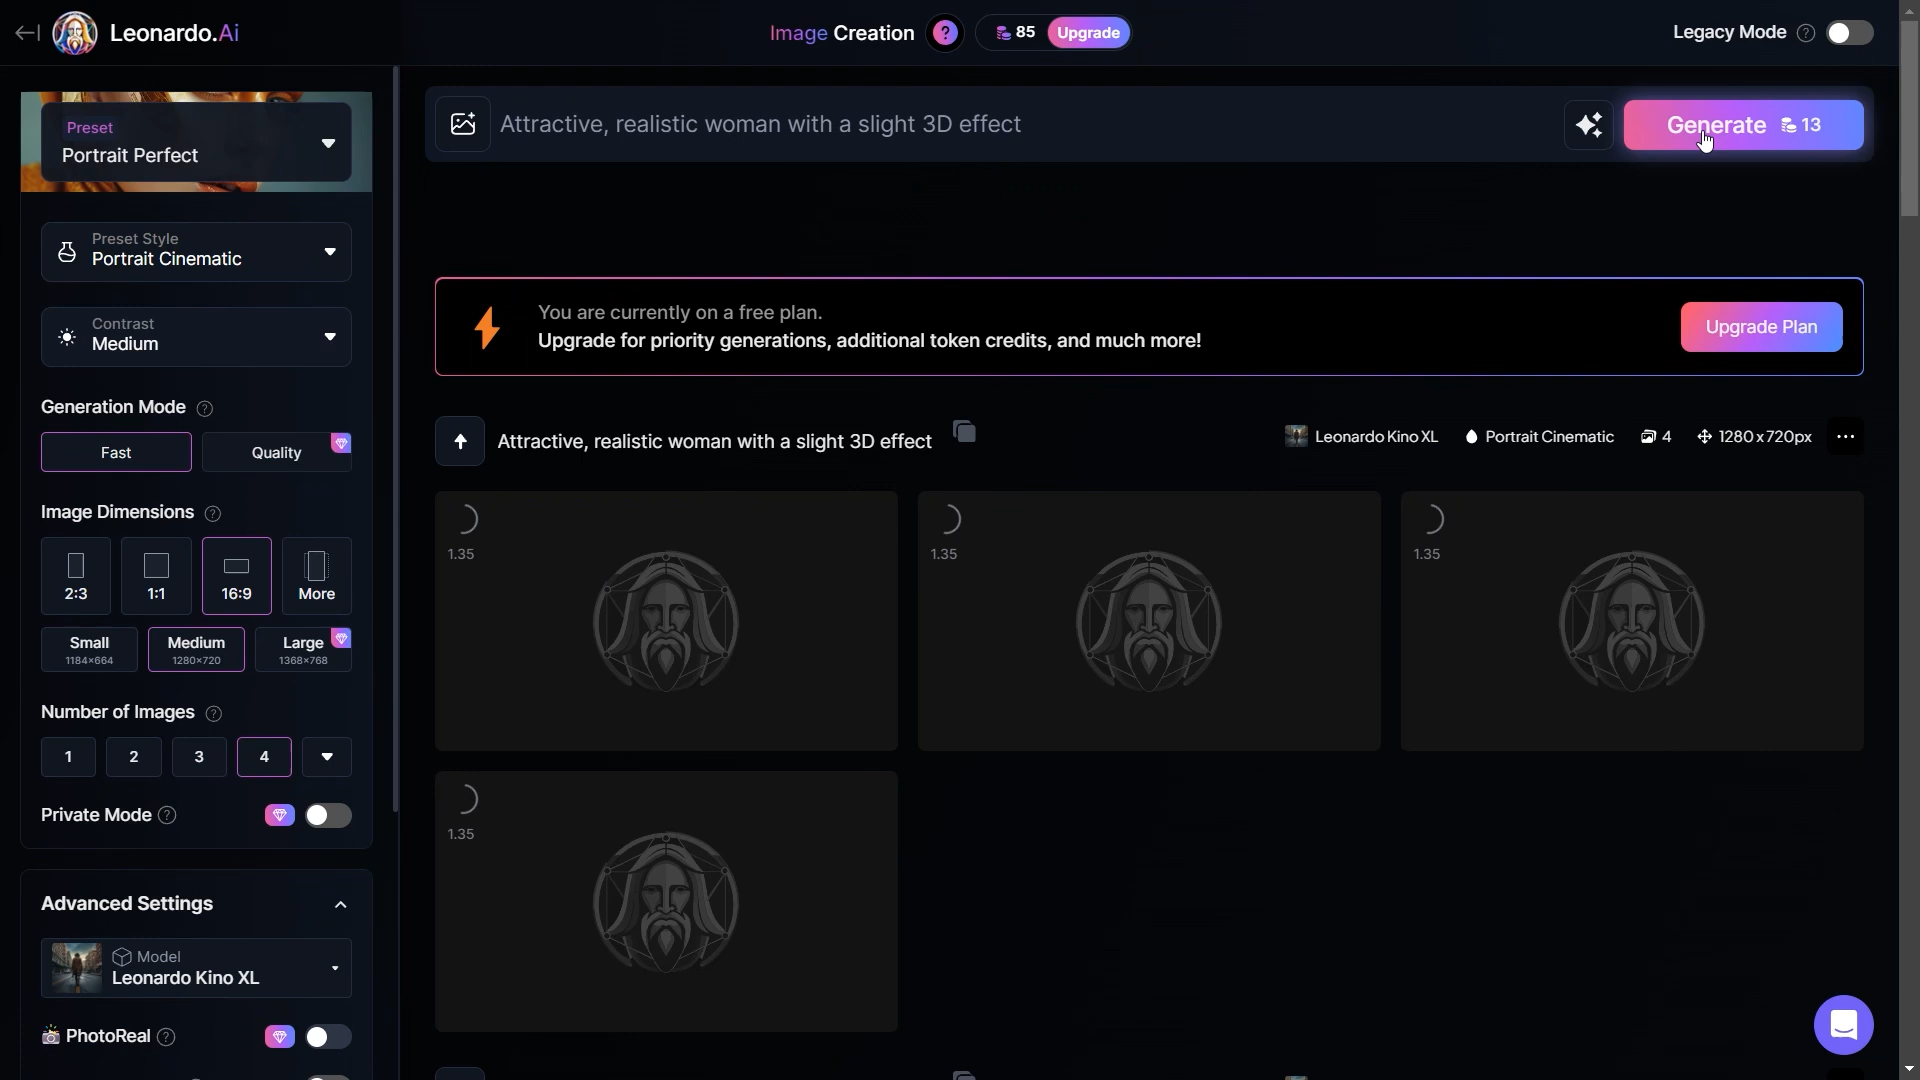 Leonardo.Ai
Image Creation ? 85 Upgrade
Legacy Mode ?
Preset
Portrait Perfect
Attractive, realistic woman with a slight 3D effect
Generate 13
Preset Style
Portrait Cinematic
Contrast
Medium
You are currently on a free plan.
Upgrade for priority generations, additional token credits, and much more!
Upgrade Plan
Generation Mode ?
Fast
Quality
Attractive, realistic woman with a slight 3D effect
Leonardo Kino XL
Portrait Cinematic
4
1280 x 720px
Image Dimensions ?
2:3
1:1
16:9
More
Small
1184×664
Medium
1280×720
Large
1368×768
1.35
1.35
1.35
Number of Images ?
1
2
3
4
Private Mode ?
1.35
Advanced Settings
Model
Leonardo Kino XL
PhotoReal ?